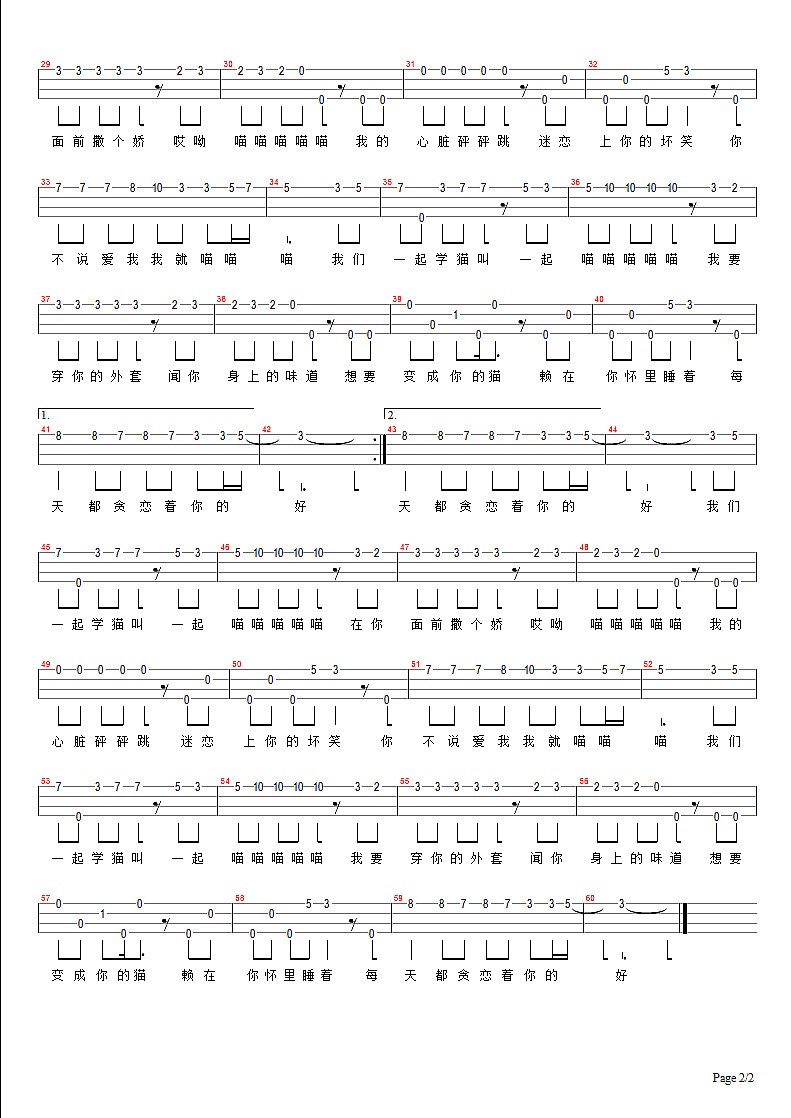 29 30 31 32
3 3 3 3 3 2 3 2 3 2 0 0 0 0 0 0 5 3
0 0
0 0 0 0 0 0 0
面前撒个娇 哎呦 喵喵喵喵喵 我的 心脏砰砰跳 迷恋 上你的坏笑 你
33 34 35 36
7 7 7 8 10 3 3 5 7 5 3 5 7 3 7 7 5 3 5 10 10 10 10 3 2
0
不说爱我我就喵喵 喵 我们 一起学猫叫 一起 喵喵喵喵喵 我要
37 38 39 40
3 3 3 3 3 2 3 2 3 2 0 0 0 5 3
1 0 0
0
0 0 0 0 0 0 0 0
穿你的外套 闻你 身上的味道 想要 变成你的猫 赖在 你怀里睡着 每
1. 2.
41 42 43 44
8 8 7 8 7 3 3 5 3 8 8 7 8 7 3 3 5 3 3 5
天 都贪恋着你的 好 天 都贪恋着你的 好 我们
45 46 47 48
7 3 7 7 5 3 5 10 10 10 10 3 2 3 3 3 3 3 2 3 2 3 2 0
0 0 0 0
一起学猫叫 一起 喵喵喵喵喵 在你 面前撒个娇 哎呦 喵喵喵喵喵 我的
49 50 51 52
0 0 0 0 0 5 3 7 7 7 8 10 3 3 5 7 5 3 5
0 0
0 0 0 0
心脏砰砰跳 迷恋 上你的坏笑 你 不说爱我我就喵喵 喵 我们
53 54 55 56
7 3 7 7 5 3 5 10 10 10 10 3 2 3 3 3 3 3 2 3 2 3 2 0
0 0 0 0
一起学猫叫 一起 喵喵喵喵喵 我要 穿你的外套 闻你 身上的味道 想要
57 58 59 60
0 0 5 3 8 8 7 8 7 3 3 5 3
1 0 0
0
0 0 0 0 0
变成你的猫 赖在 你怀里睡着 每 天 都贪恋着你的 好
Page 2/2